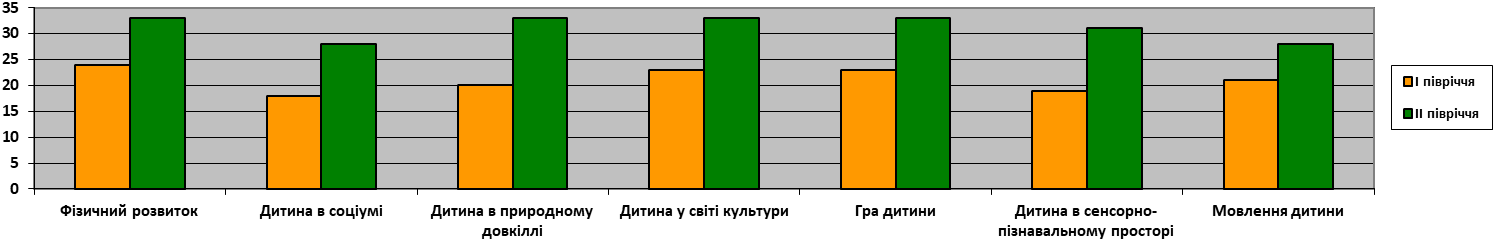 35
30
25
20
15
10
5
0
Фізичний розвиток
Дитина в соціумі
Дитина в природному
довкіллі
Дитина у світі культури
Гра дитини
Дитина в сенсорно-
пізнавальному просторі
Мовлення дитини
І півріччя
ІІ півріччя